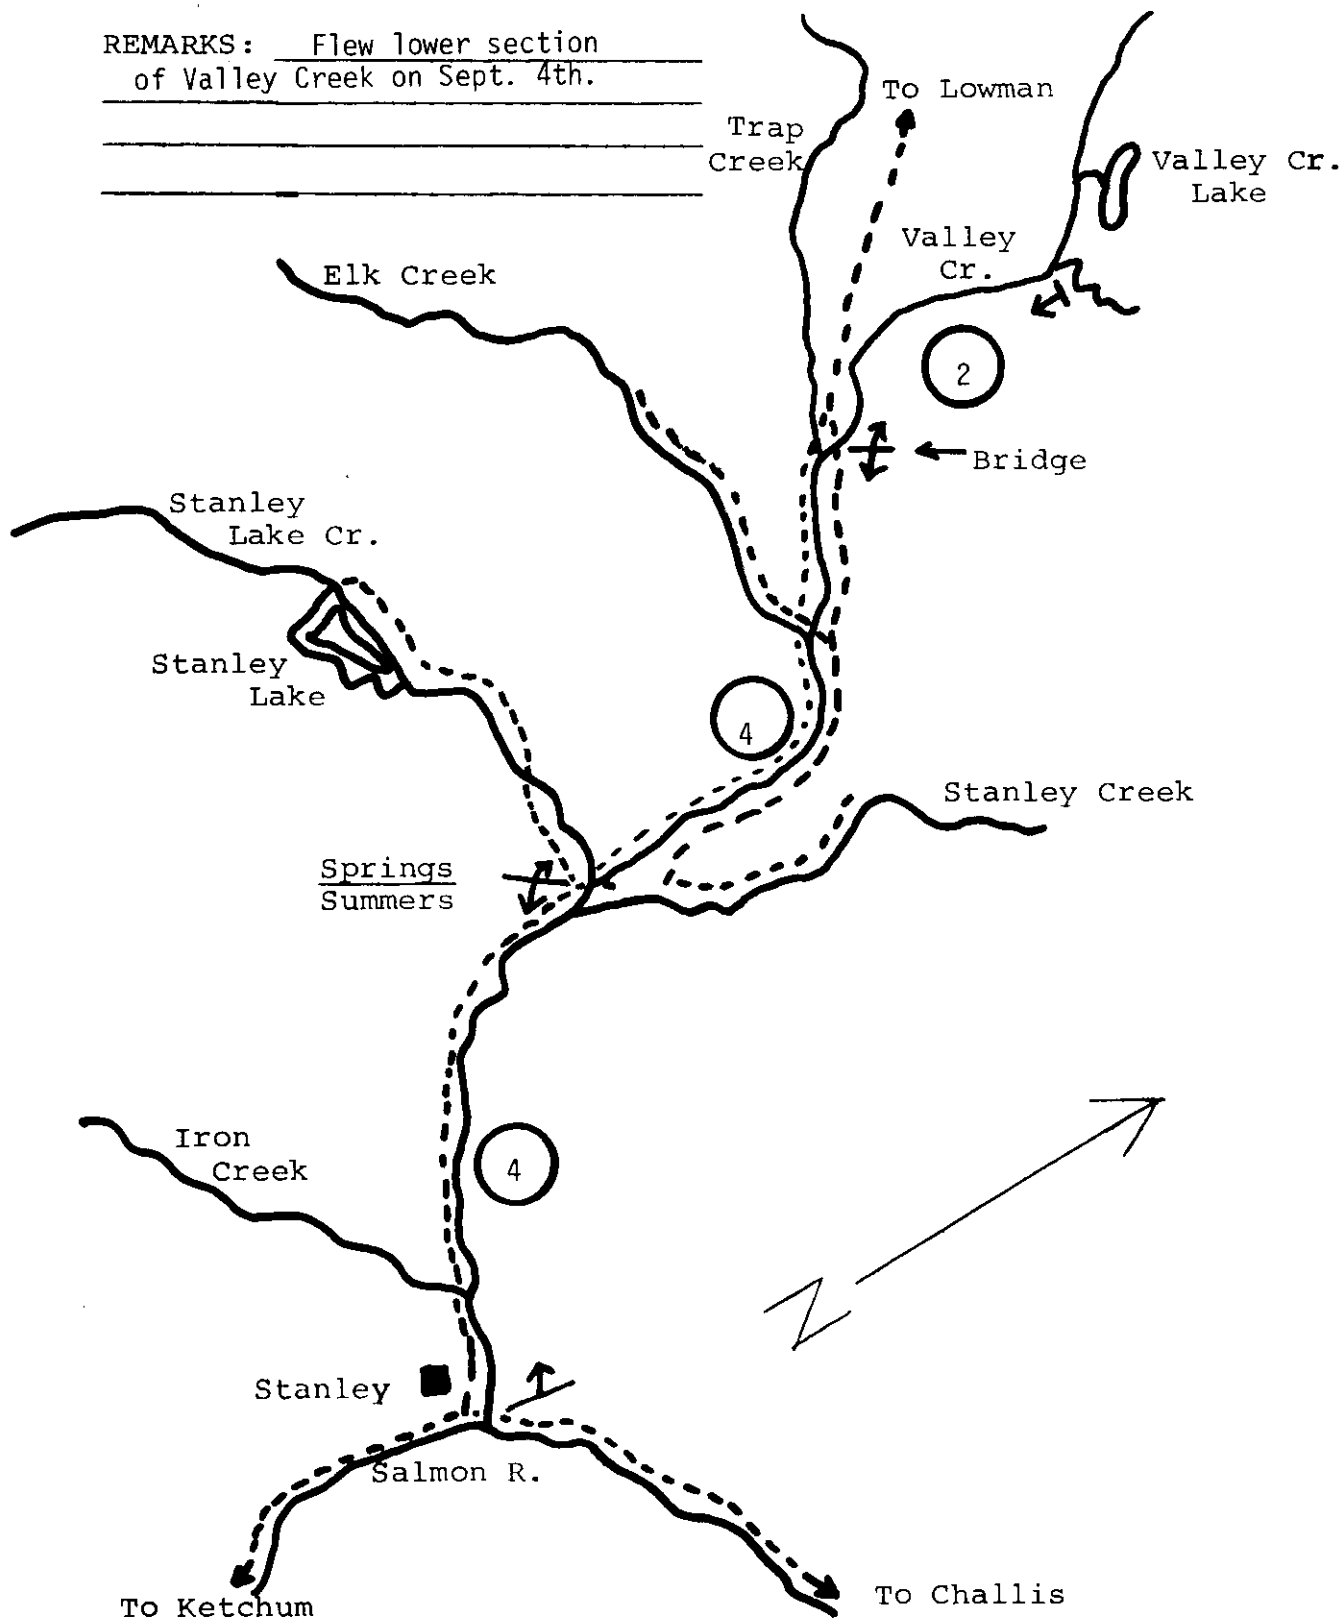 REMARKS: Flew lower section
of Valley Creek on Sept. 4th.
To Lowman
Trap
Creek
Valley Cr.
Lake
Valley
Cr.
Elk Creek
2
Bridge
Stanley
Lake Cr.
Stanley
Lake
4
Stanley Creek
Springs
Summers
Iron
Creek
4
N
Stanley
Salmon R.
To Ketchum
To Challis